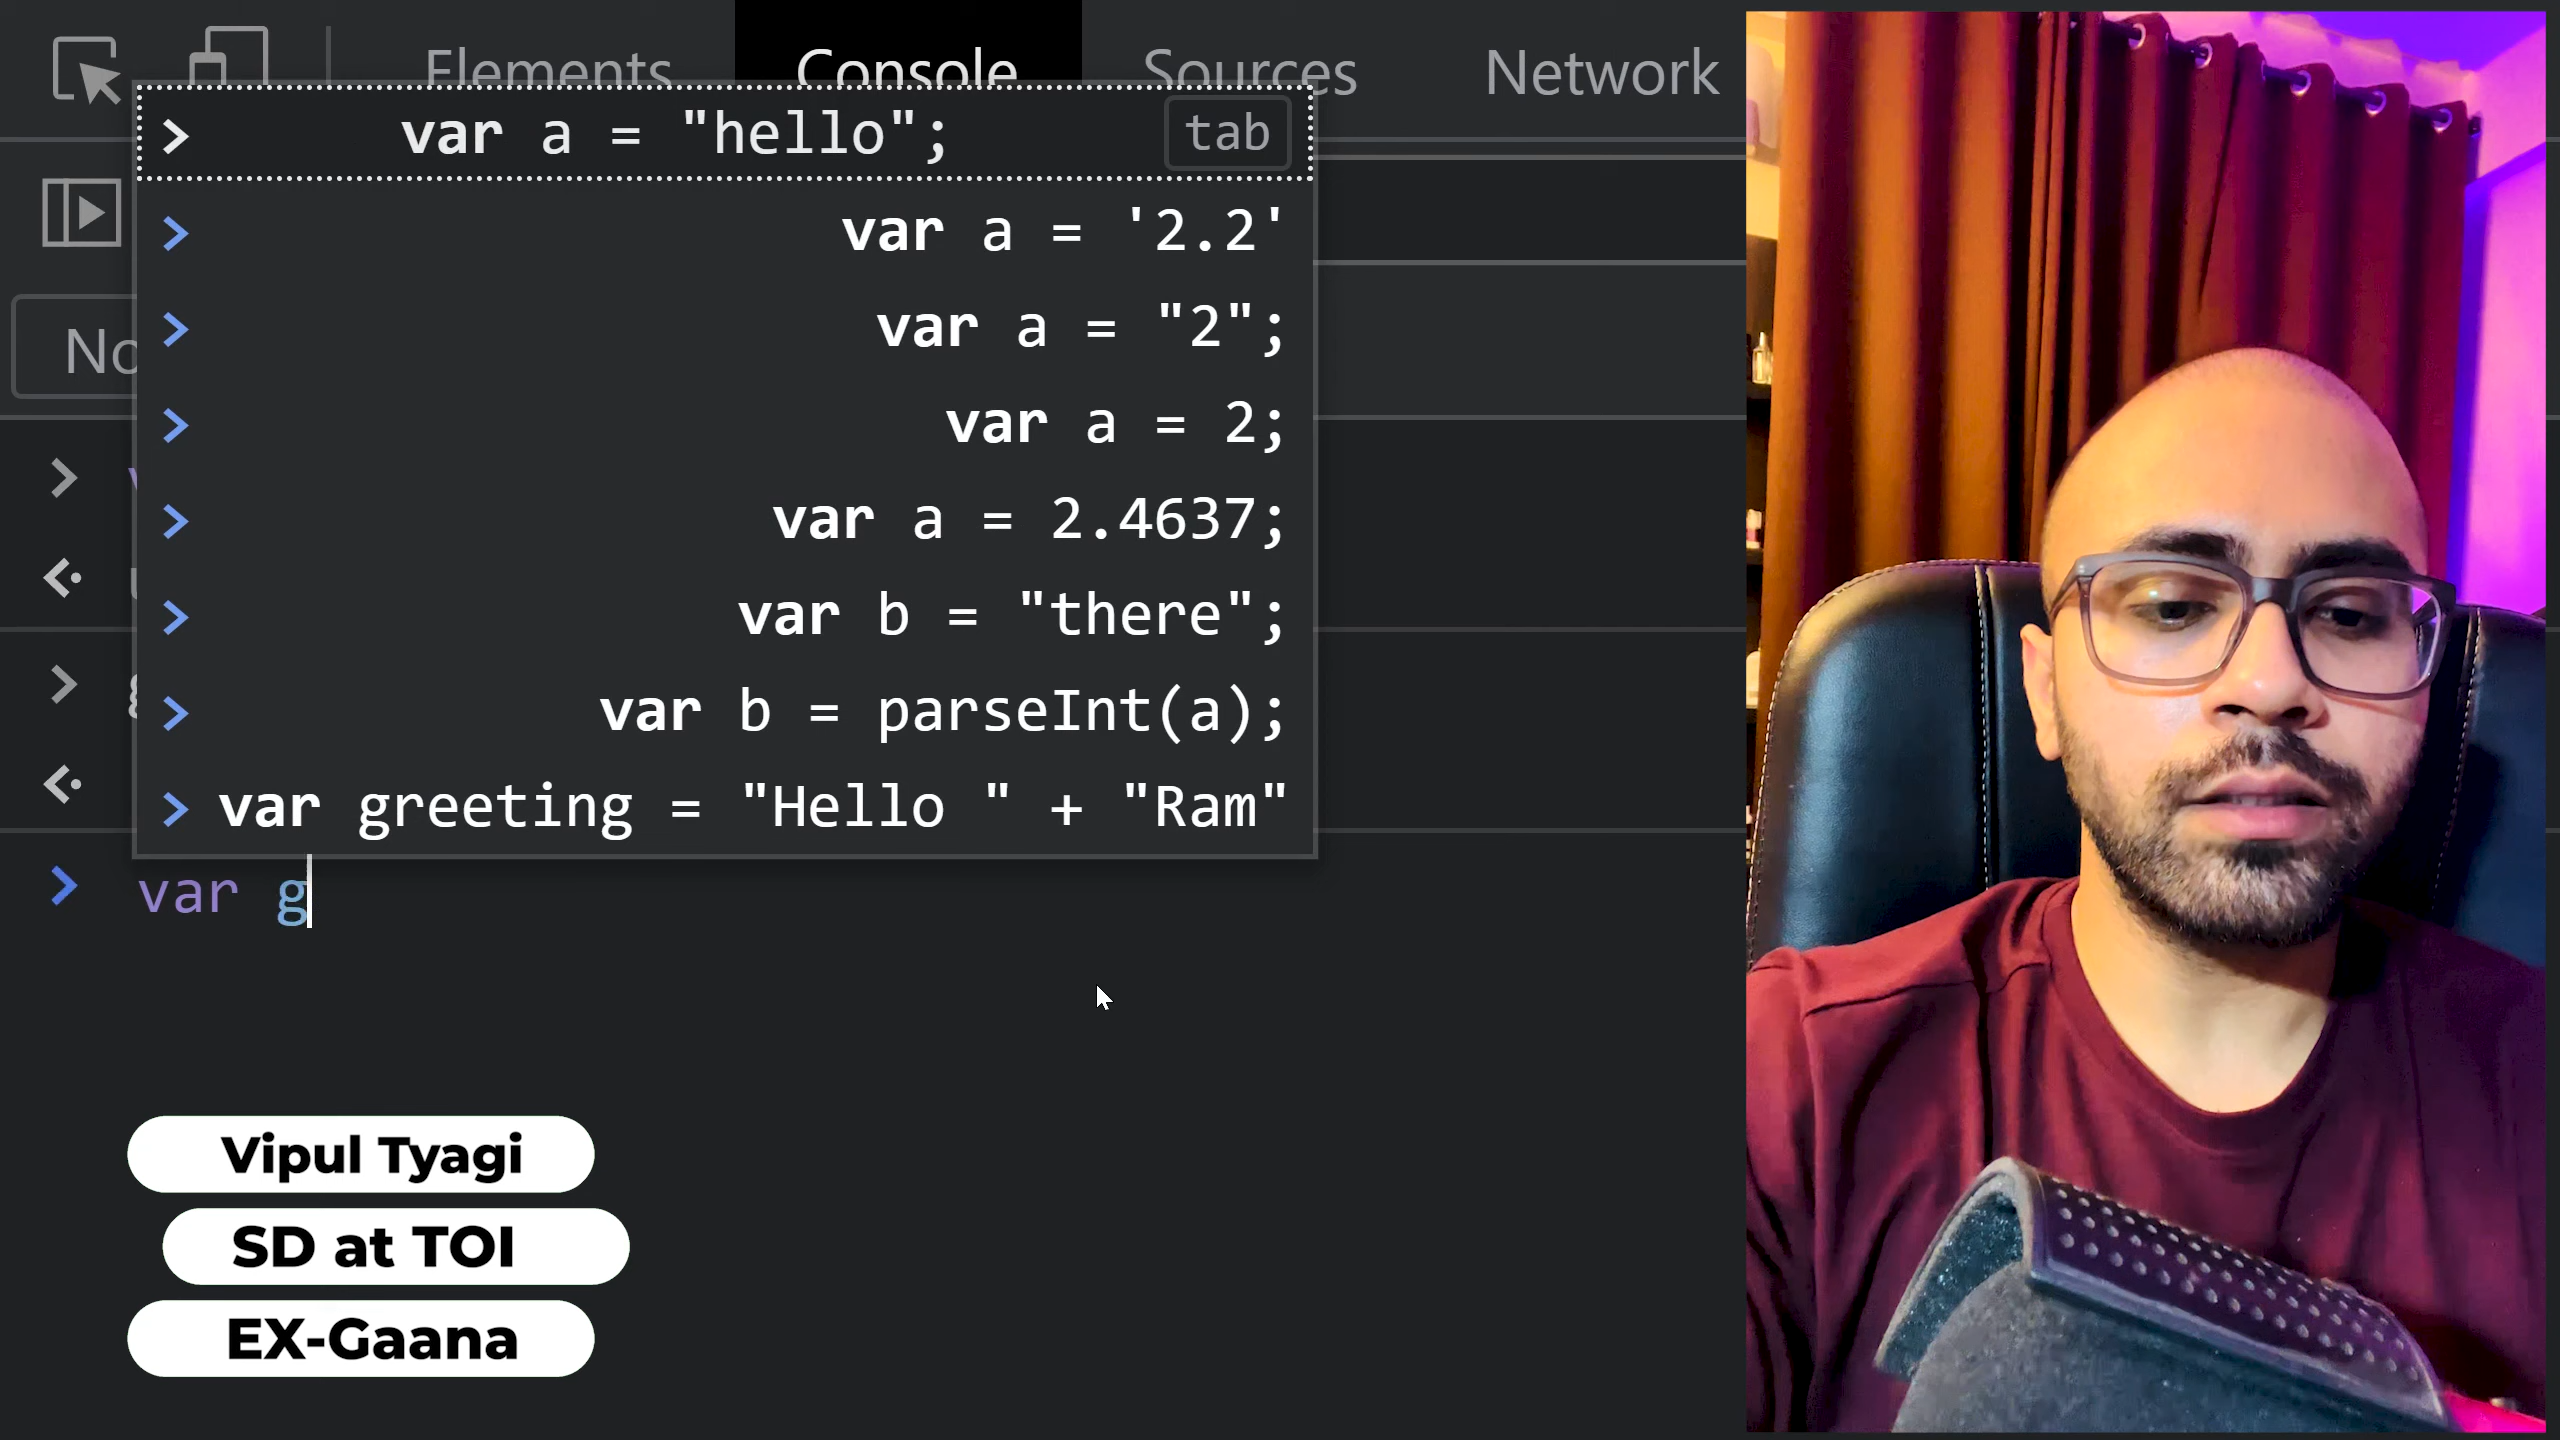 Elements Console Sources Network
> var a = "hello"; tab
> var a = '2.2'
> var a = "2";
> var a = 2;
> var a = 2.4637;
> var b = "there";
> var b = parseInt(a);
> var greeting = "Hello " + "Ram"
> var g
Vipul Tyagi
SD at TOI
EX-Gaana